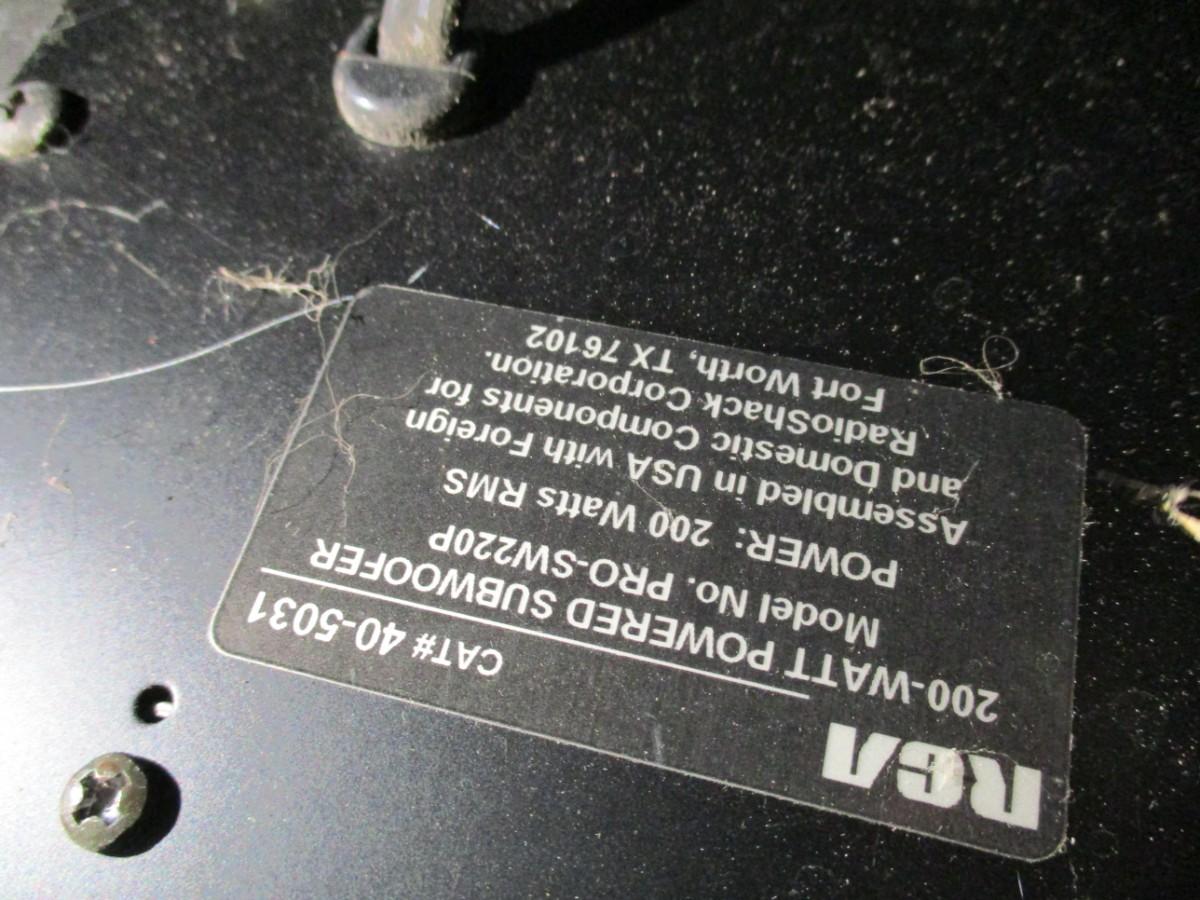 RCA
CAT# 40-5031
200-WATT POWERED SUBWOOFER
Model No. PRO-SW220P
POWER: 200 Watts RMS
Assembled in USA with Foreign
and Domestic Components for
RadioShack Corporation.
Fort Worth, TX 76102